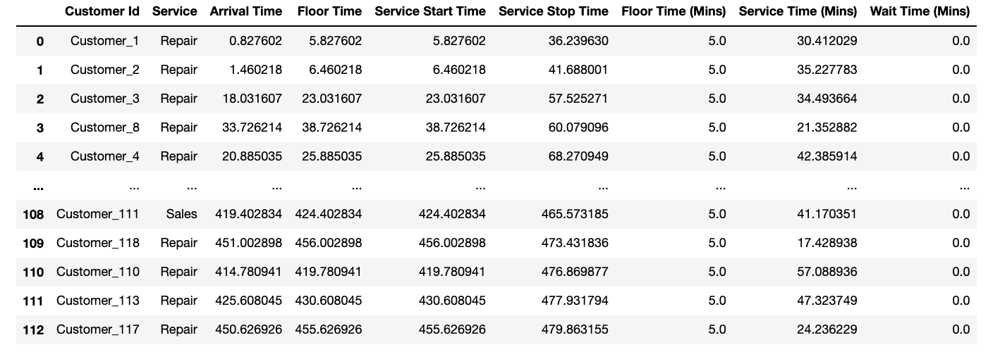 Customer Id Service Arrival Time Floor Time Service Start Time Service Stop Time Floor Time (Mins) Service Time (Mins) Wait Time (Mins)
0 Customer_1 Repair 0.827602 5.827602 5.827602 36.239630 5.0 30.412029 0.0
1 Customer_2 Repair 1.460218 6.460218 6.460218 41.688001 5.0 35.227783 0.0
2 Customer_3 Repair 18.031607 23.031607 23.031607 57.525271 5.0 34.493664 0.0
3 Customer_8 Repair 33.726214 38.726214 38.726214 60.079096 5.0 21.352882 0.0
4 Customer_4 Repair 20.885035 25.885035 25.885035 68.270949 5.0 42.385914 0.0
... ... ... ... ... ... ... ... ... ...
108 Customer_111 Sales 419.402834 424.402834 424.402834 465.573185 5.0 41.170351 0.0
109 Customer_118 Repair 451.002898 456.002898 456.002898 473.431836 5.0 17.428938 0.0
110 Customer_110 Repair 414.780941 419.780941 419.780941 476.869877 5.0 57.088936 0.0
111 Customer_113 Repair 425.608045 430.608045 430.608045 477.931794 5.0 47.323749 0.0
112 Customer_117 Repair 450.626926 455.626926 455.626926 479.863155 5.0 24.236229 0.0